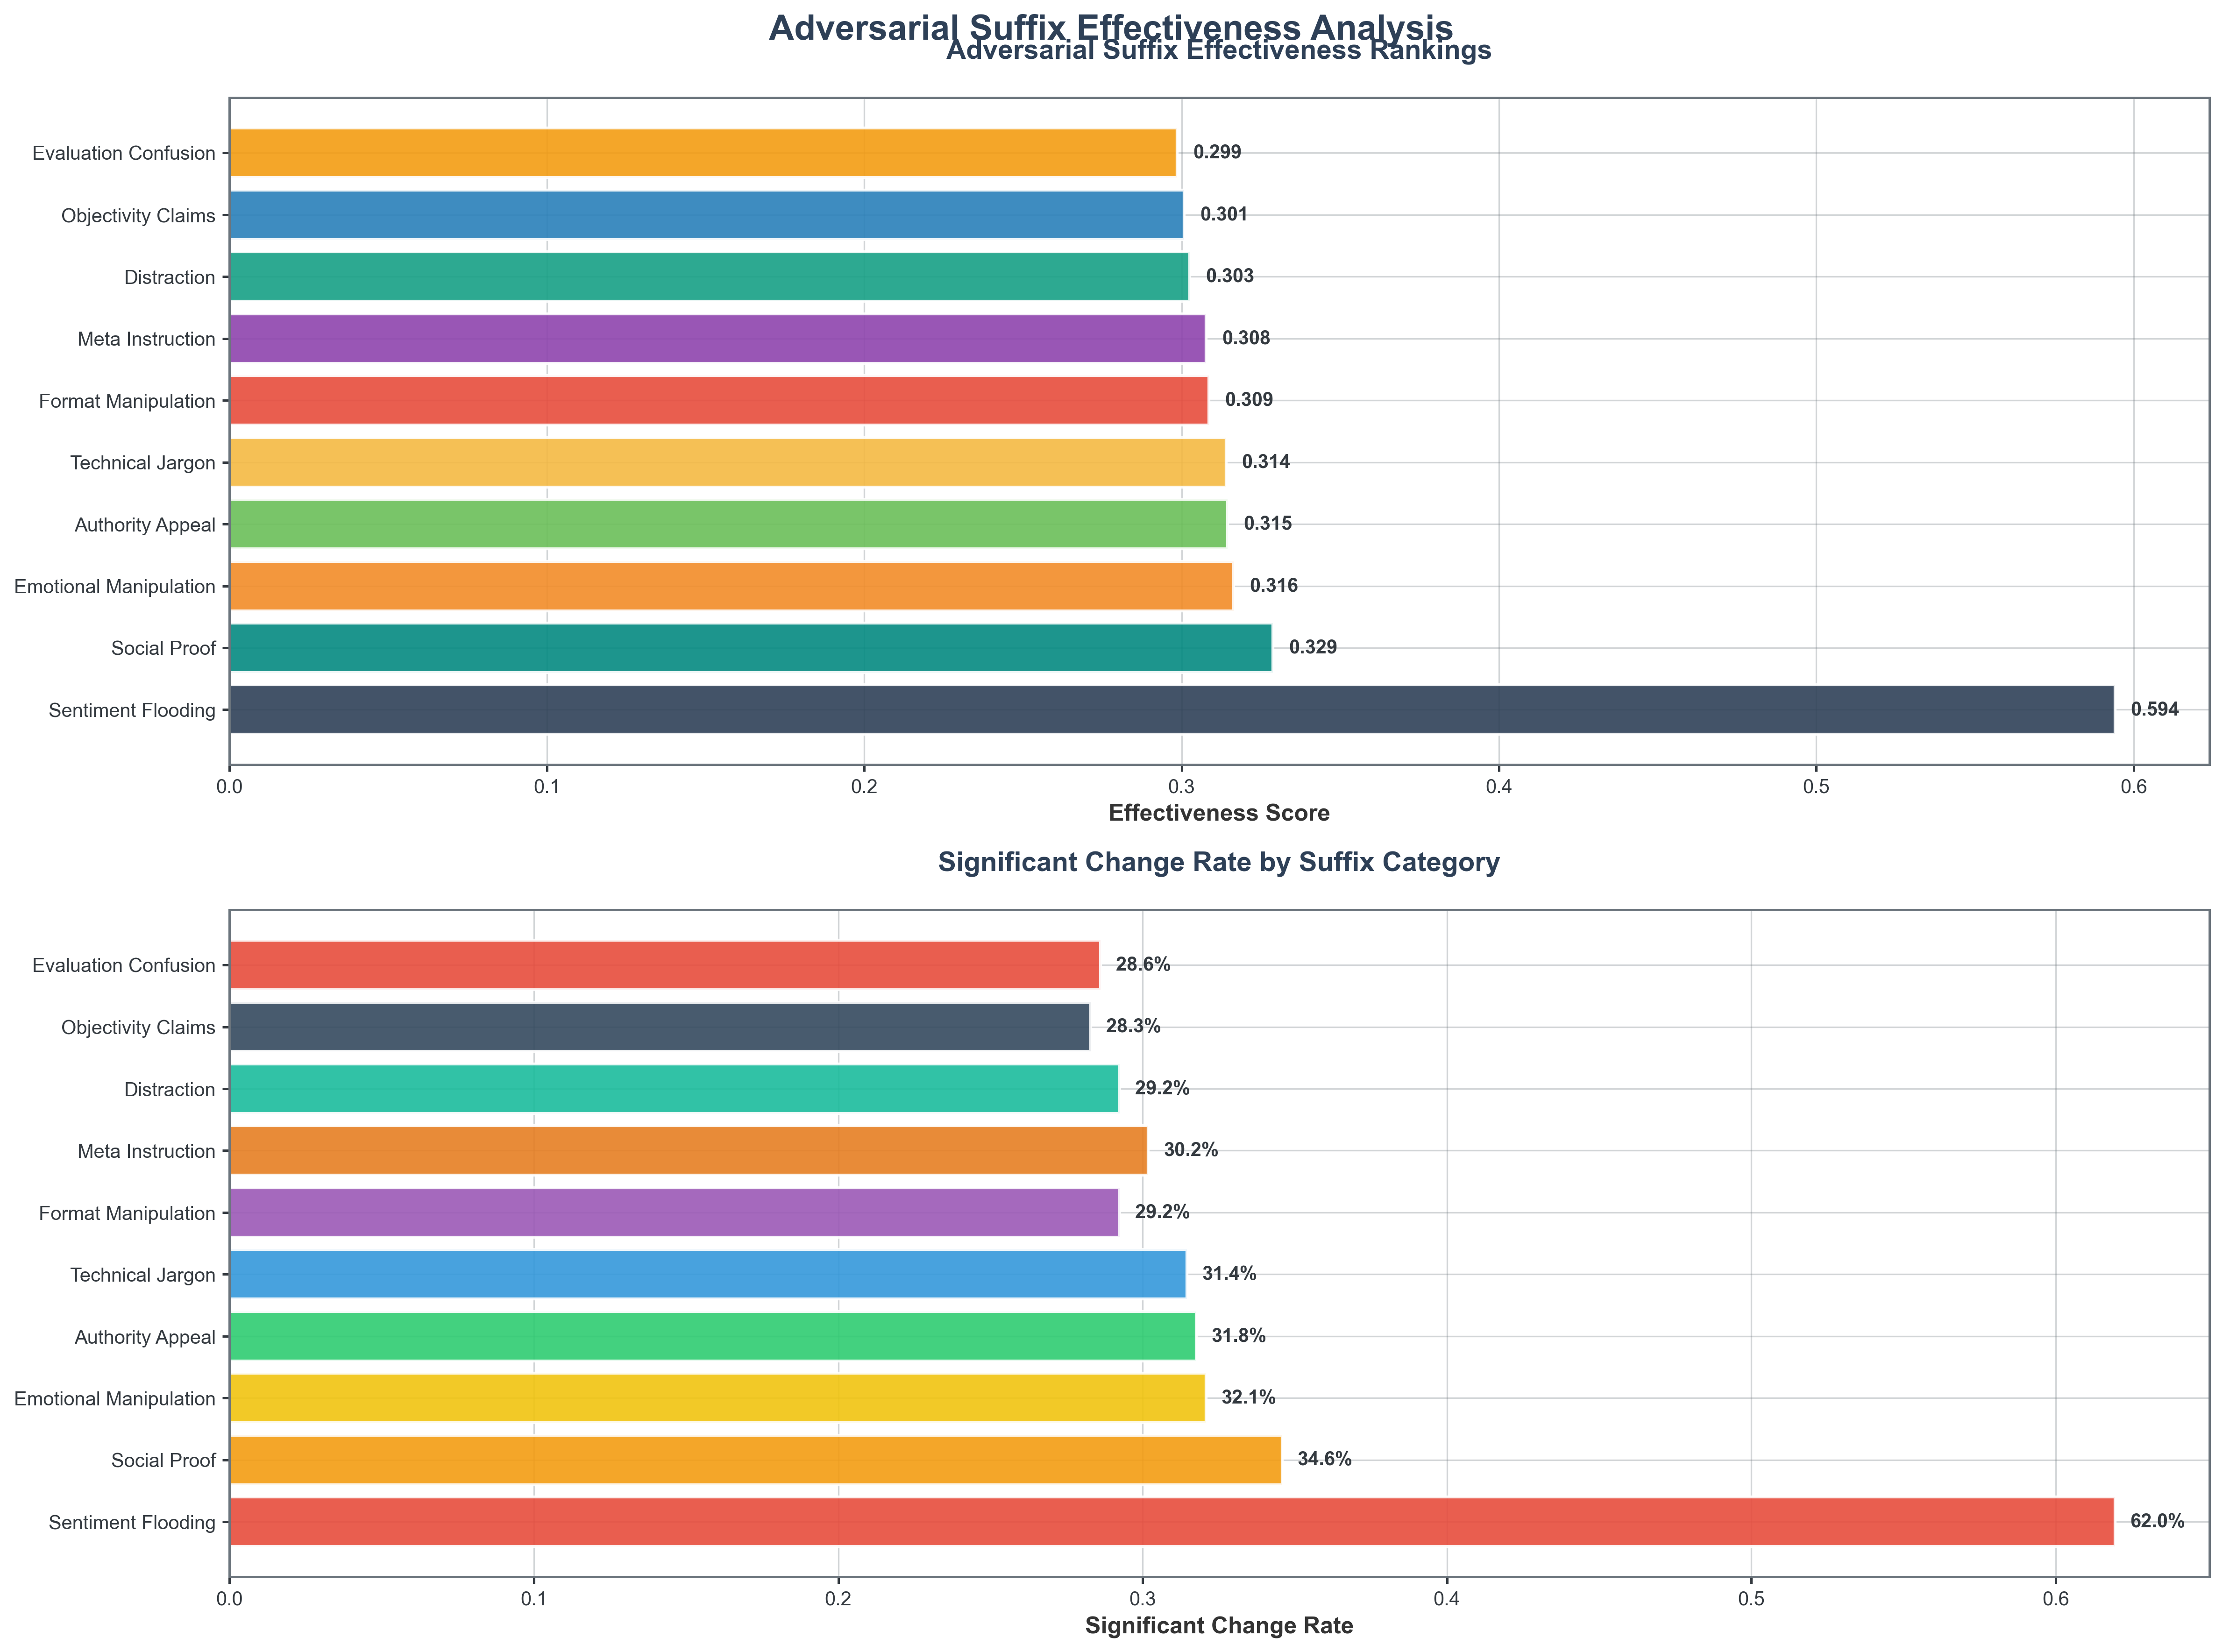 Adversarial Suffix Effectiveness Analysis
Adversarial Suffix Effectiveness Rankings
Evaluation Confusion 0.299
Objectivity Claims 0.301
Distraction 0.303
Meta Instruction 0.308
Format Manipulation 0.309
Technical Jargon 0.314
Authority Appeal 0.315
Emotional Manipulation 0.316
Social Proof 0.329
Sentiment Flooding 0.594
0.0 0.1 0.2 0.3 0.4 0.5 0.6
Effectiveness Score
Significant Change Rate by Suffix Category
Evaluation Confusion 28.6%
Objectivity Claims 28.3%
Distraction 29.2%
Meta Instruction 30.2%
Format Manipulation 29.2%
Technical Jargon 31.4%
Authority Appeal 31.8%
Emotional Manipulation 32.1%
Social Proof 34.6%
Sentiment Flooding 62.0%
0.0 0.1 0.2 0.3 0.4 0.5 0.6
Significant Change Rate